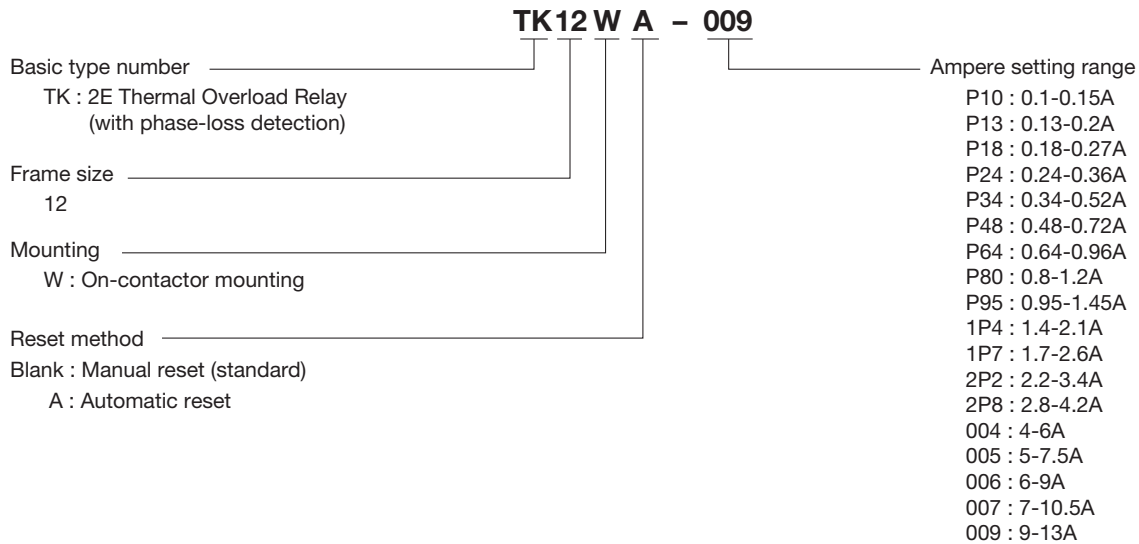 TK12WA – 009
Basic type number
TK : 2E Thermal Overload Relay
(with phase-loss detection)
Frame size
12
Mounting
W : On-contactor mounting
Reset method
Blank : Manual reset (standard)
A : Automatic reset
Ampere setting range
P10 : 0.1-0.15A
P13 : 0.13-0.2A
P18 : 0.18-0.27A
P24 : 0.24-0.36A
P34 : 0.34-0.52A
P48 : 0.48-0.72A
P64 : 0.64-0.96A
P80 : 0.8-1.2A
P95 : 0.95-1.45A
1P4 : 1.4-2.1A
1P7 : 1.7-2.6A
2P2 : 2.2-3.4A
2P8 : 2.8-4.2A
004 : 4-6A
005 : 5-7.5A
006 : 6-9A
007 : 7-10.5A
009 : 9-13A